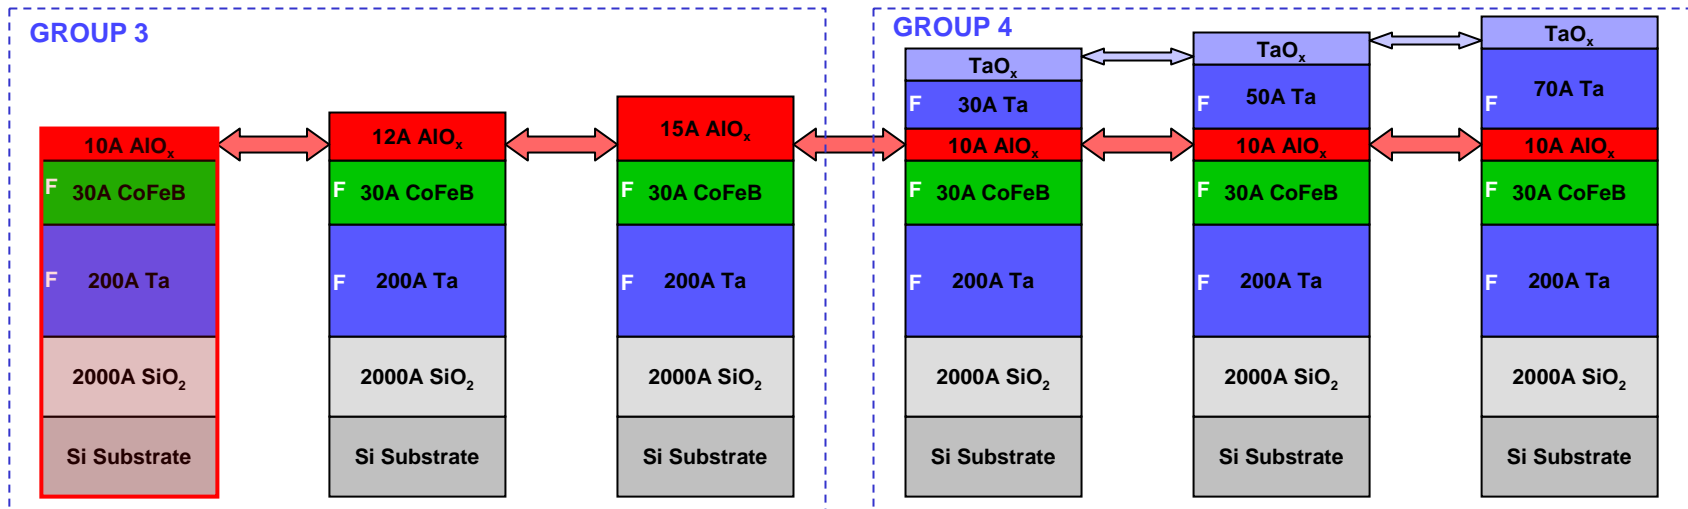 GROUP 3
10A AlOx
F 30A CoFeB
F 200A Ta
2000A SiO2
Si Substrate
12A AlOx
F 30A CoFeB
F 200A Ta
2000A SiO2
Si Substrate
15A AlOx
F 30A CoFeB
F 200A Ta
2000A SiO2
Si Substrate
GROUP 4
TaOx
F 30A Ta
10A AlOx
F 30A CoFeB
F 200A Ta
2000A SiO2
Si Substrate
TaOx
F 50A Ta
10A AlOx
F 30A CoFeB
F 200A Ta
2000A SiO2
Si Substrate
TaOx
F 70A Ta
10A AlOx
F 30A CoFeB
F 200A Ta
2000A SiO2
Si Substrate